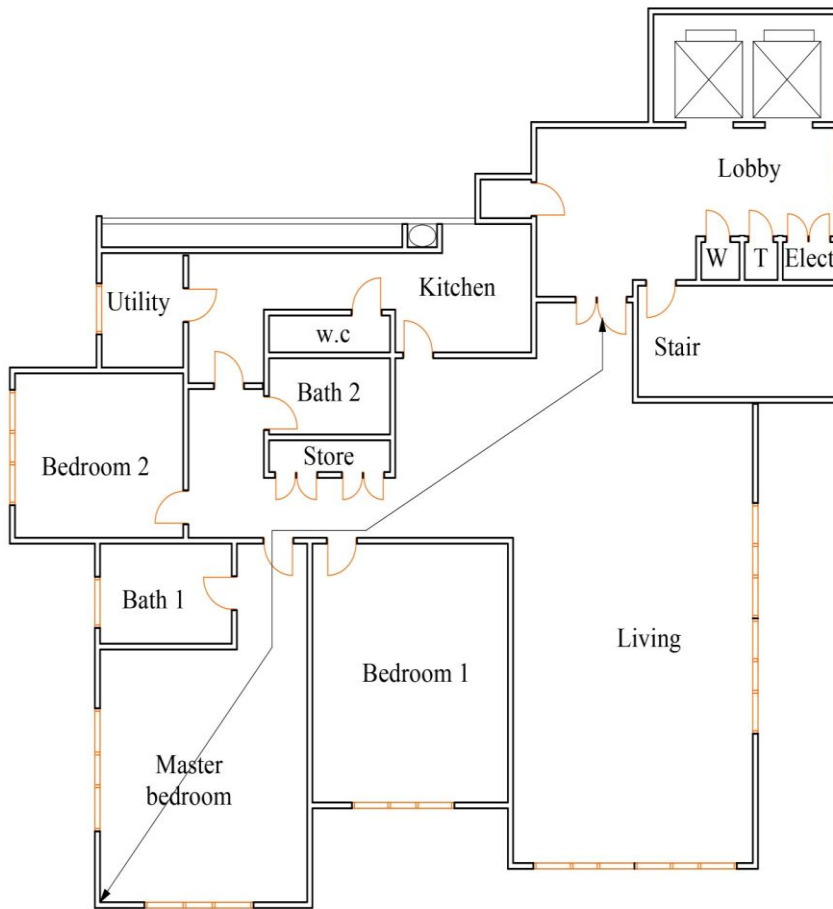 Lobby
W
T
Elect
Kitchen
Utility
w.c
Stair
Bath 2
Store
Bedroom 2
Bath 1
Living
Bedroom 1
Master
bedroom